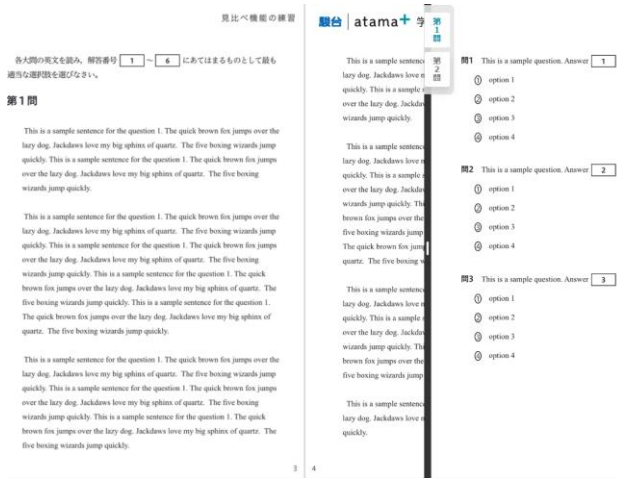 見比べ機能の練習
各大問の英文を読み、解答番号 1 ～ 6 にあてはまるものとして最も
適当な選択肢を選びなさい。
第1問
This is a sample sentence for the question 1. The quick brown fox jumps over the
lazy dog. Jackdaws love my big sphinx of quartz. The five boxing wizards jump
quickly. This is a sample sentence for the question 1. The quick brown fox jumps
over the lazy dog. Jackdaws love my big sphinx of quartz. The five boxing
wizards jump quickly.
This is a sample sentence for the question 1. The quick brown fox jumps over the
lazy dog. Jackdaws love my big sphinx of quartz. The five boxing wizards jump
quickly. This is a sample sentence for the question 1. The quick brown fox jumps
over the lazy dog. Jackdaws love my big sphinx of quartz. The five boxing
wizards jump quickly. This is a sample sentence for the question 1. The quick
brown fox jumps over the lazy dog. Jackdaws love my big sphinx of quartz. The
five boxing wizards jump quickly. This is a sample sentence for the question 1.
The quick brown fox jumps over the lazy dog. Jackdaws love my big sphinx of
quartz. The five boxing wizards jump quickly.
This is a sample sentence for the question 1. The quick brown fox jumps over the
lazy dog. Jackdaws love my big sphinx of quartz. The five boxing wizards jump
quickly. This is a sample sentence for the question 1. The quick brown fox jumps
over the lazy dog. Jackdaws love my big sphinx of quartz. The five boxing
wizards jump quickly. This is a sample sentence for the question 1. The quick
brown fox jumps over the lazy dog. Jackdaws love my big sphinx of quartz. The
five boxing wizards jump quickly.
3
駿台 atama+ 学
This is a sample sentence
lazy dog. Jackdaws love
quickly. This is a sample
over the lazy dog.
wizards jump quickly.
This is a sample sentence
lazy dog. Jackdaws love
quickly. This is a sample
over the lazy dog.
wizards jump quickly.
brown fox jumps over the
five boxing wizards jump
The quick brown fox
quartz. The five boxing
This is a sample sentence
lazy dog. Jackdaws love
quickly. This is a sample
over the lazy dog.
wizards jump quickly.
brown fox jumps over the
five boxing wizards jump
This is a sample sentence
lazy dog. Jackdaws love
quickly.
4
第1問
第2問
問1 This is a sample question. Answer 1
① option 1
② option 2
③ option 3
④ option 4
問2 This is a sample question. Answer 2
① option 1
② option 2
③ option 3
④ option 4
問3 This is a sample question. Answer 3
① option 1
② option 2
③ option 3
④ option 4